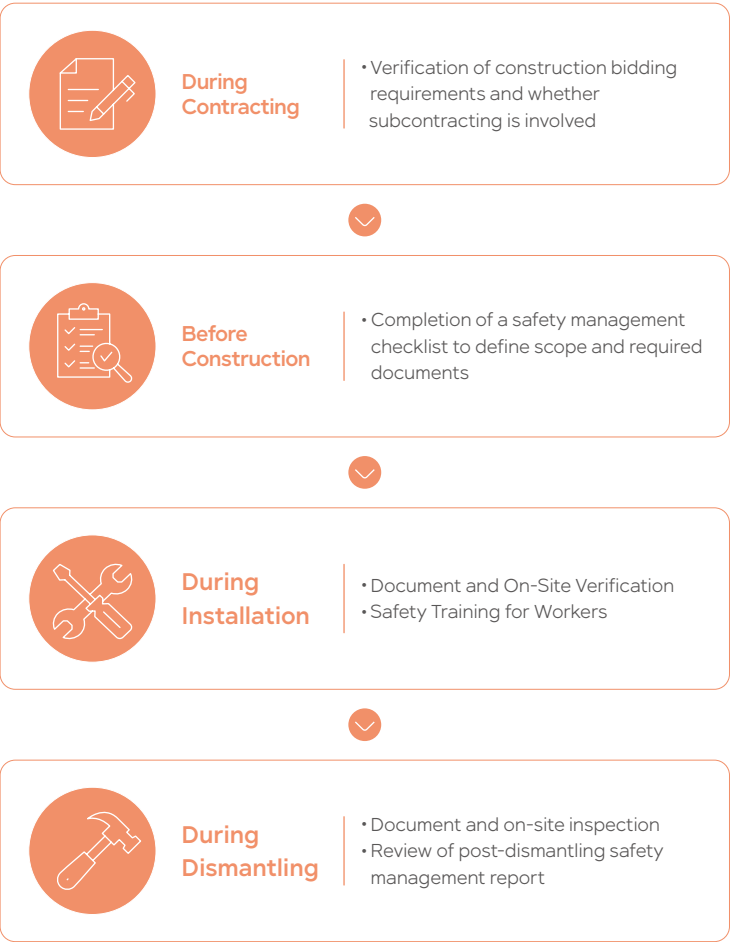 During
Contracting
• Verification of construction bidding
requirements and whether
subcontracting is involved
Before
Construction
• Completion of a safety management
checklist to define scope and required
documents
During
Installation
• Document and On-Site Verification
• Safety Training for Workers
During
Dismantling
• Document and on-site inspection
• Review of post-dismantling safety
management report